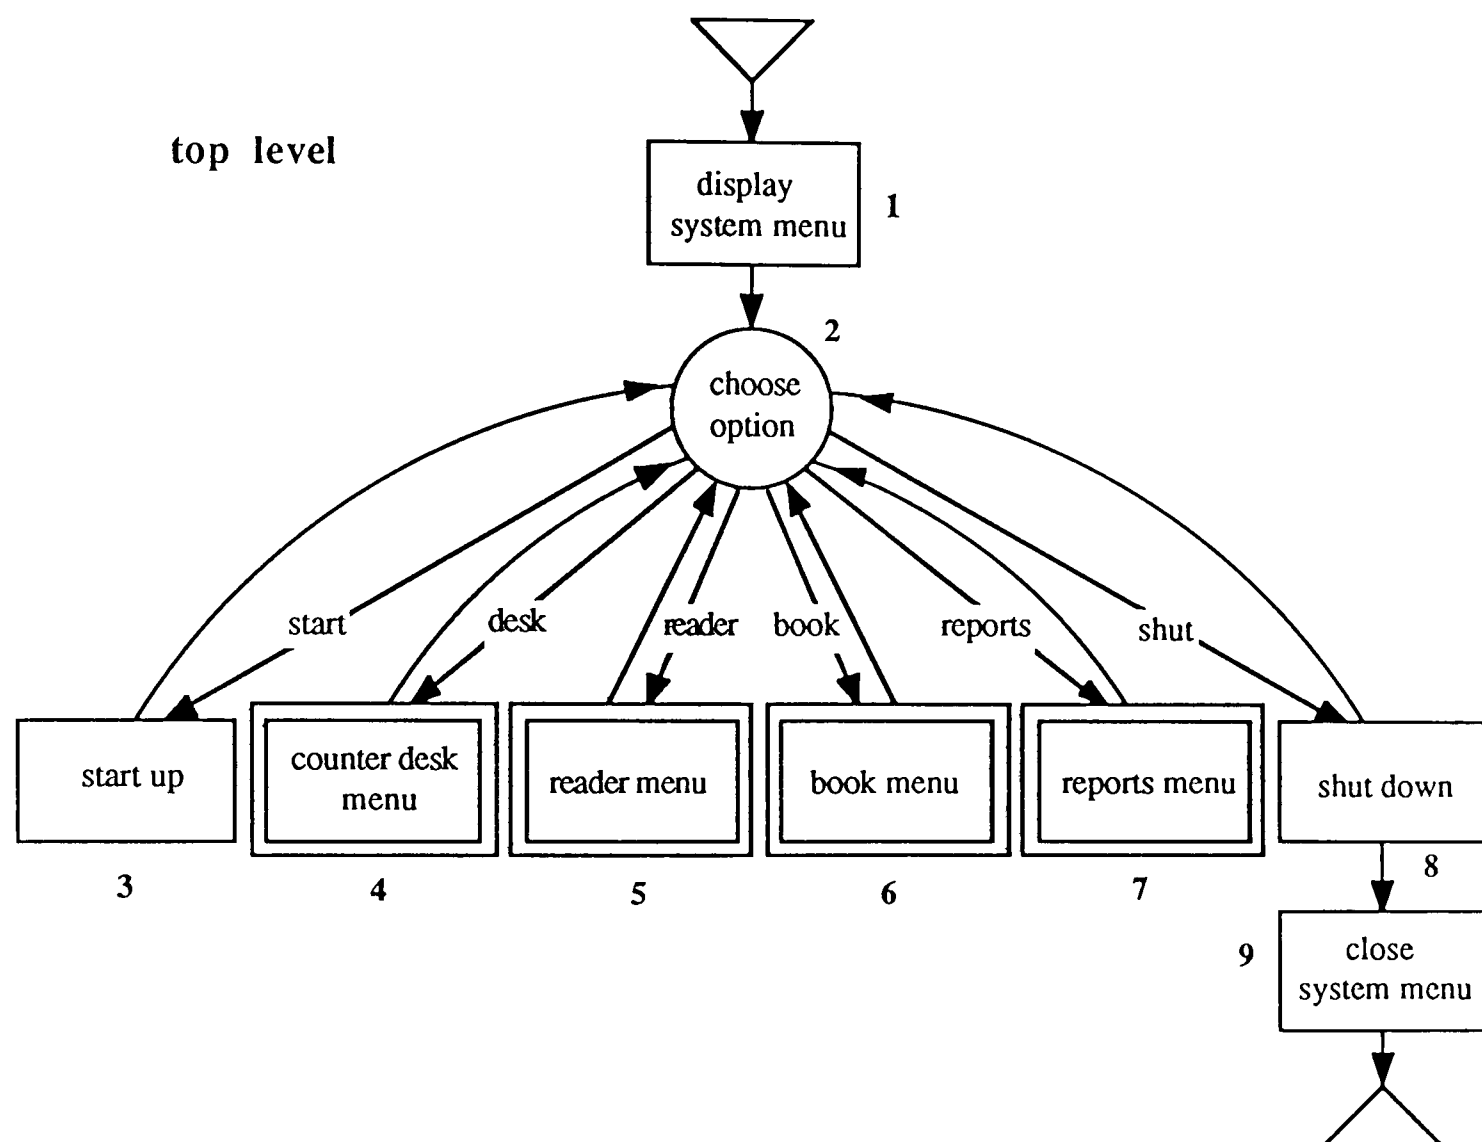 top level
display
system menu
1
2
choose
option
start
desk
reader
book
reports
shut
start up
counter desk
menu
reader menu
book menu
reports menu
shut down
3
4
5
6
7
8
9
close
system menu